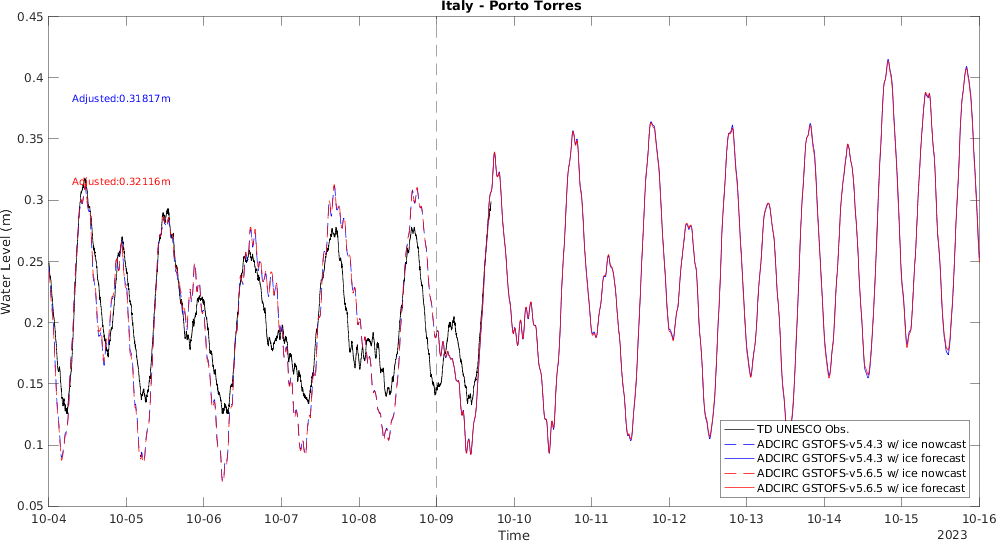 Italy - Porto Torres
0.45
0.4
0.35
0.3
0.25
0.2
0.15
0.1
0.05
Water Level (m)
Adjusted:0.31817m
Adjusted:0.32116m
TD UNESCO Obs.
ADCIRC GSTOFS-v5.4.3 w/ ice nowcast
ADCIRC GSTOFS-v5.4.3 w/ ice forecast
ADCIRC GSTOFS-v5.6.5 w/ ice nowcast
ADCIRC GSTOFS-v5.6.5 w/ ice forecast
10-04 10-05 10-06 10-07 10-08 10-09 10-10 10-11 10-12 10-13 10-14 10-15 10-16
Time
2023